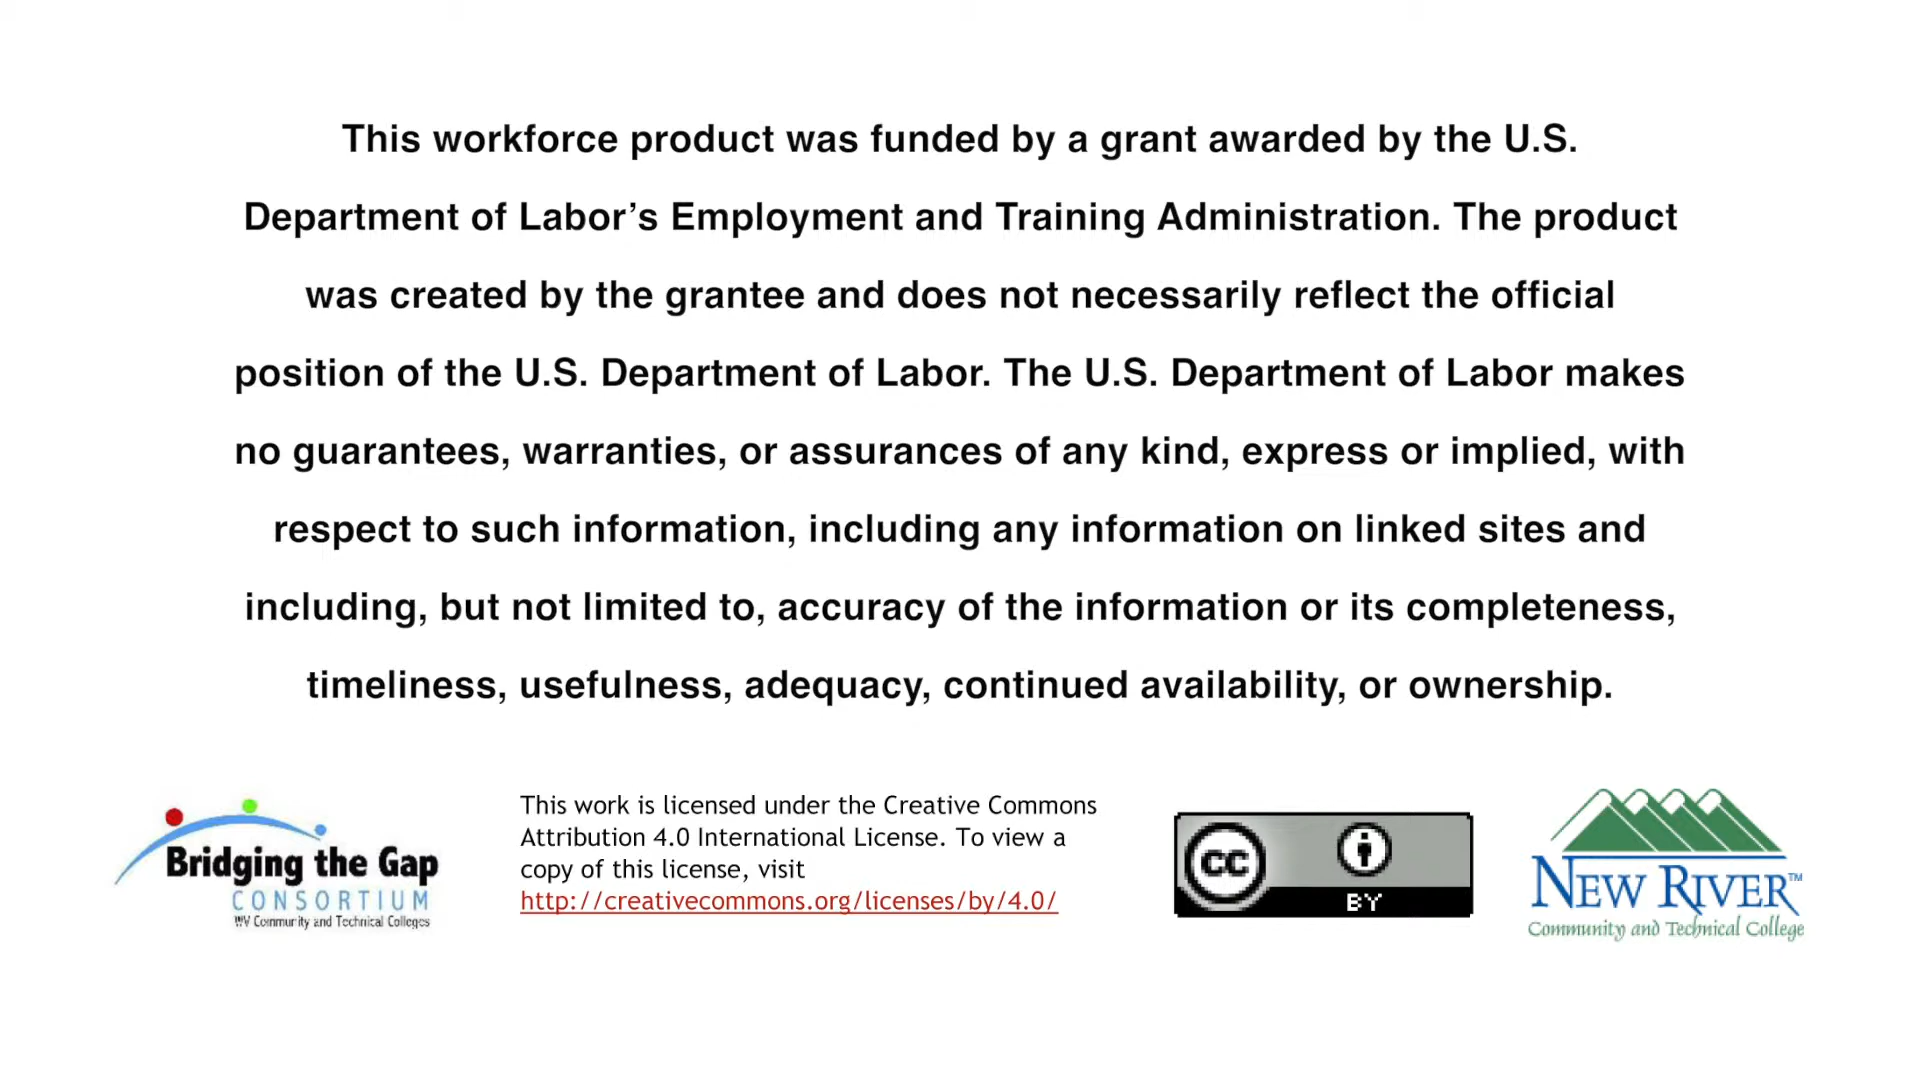 This workforce product was funded by a grant awarded by the U.S.
Department of Labor’s Employment and Training Administration. The product
was created by the grantee and does not necessarily reflect the official
position of the U.S. Department of Labor. The U.S. Department of Labor makes
no guarantees, warranties, or assurances of any kind, express or implied, with
respect to such information, including any information on linked sites and
including, but not limited to, accuracy of the information or its completeness,
timeliness, usefulness, adequacy, continued availability, or ownership.
Bridging the Gap
CONSORTIUM
WV Community and Technical Colleges
This work is licensed under the Creative Commons
Attribution 4.0 International License. To view a
copy of this license, visit
http://creativecommons.org/licenses/by/4.0/
cc
BY
NEW RIVER™
Community and Technical College